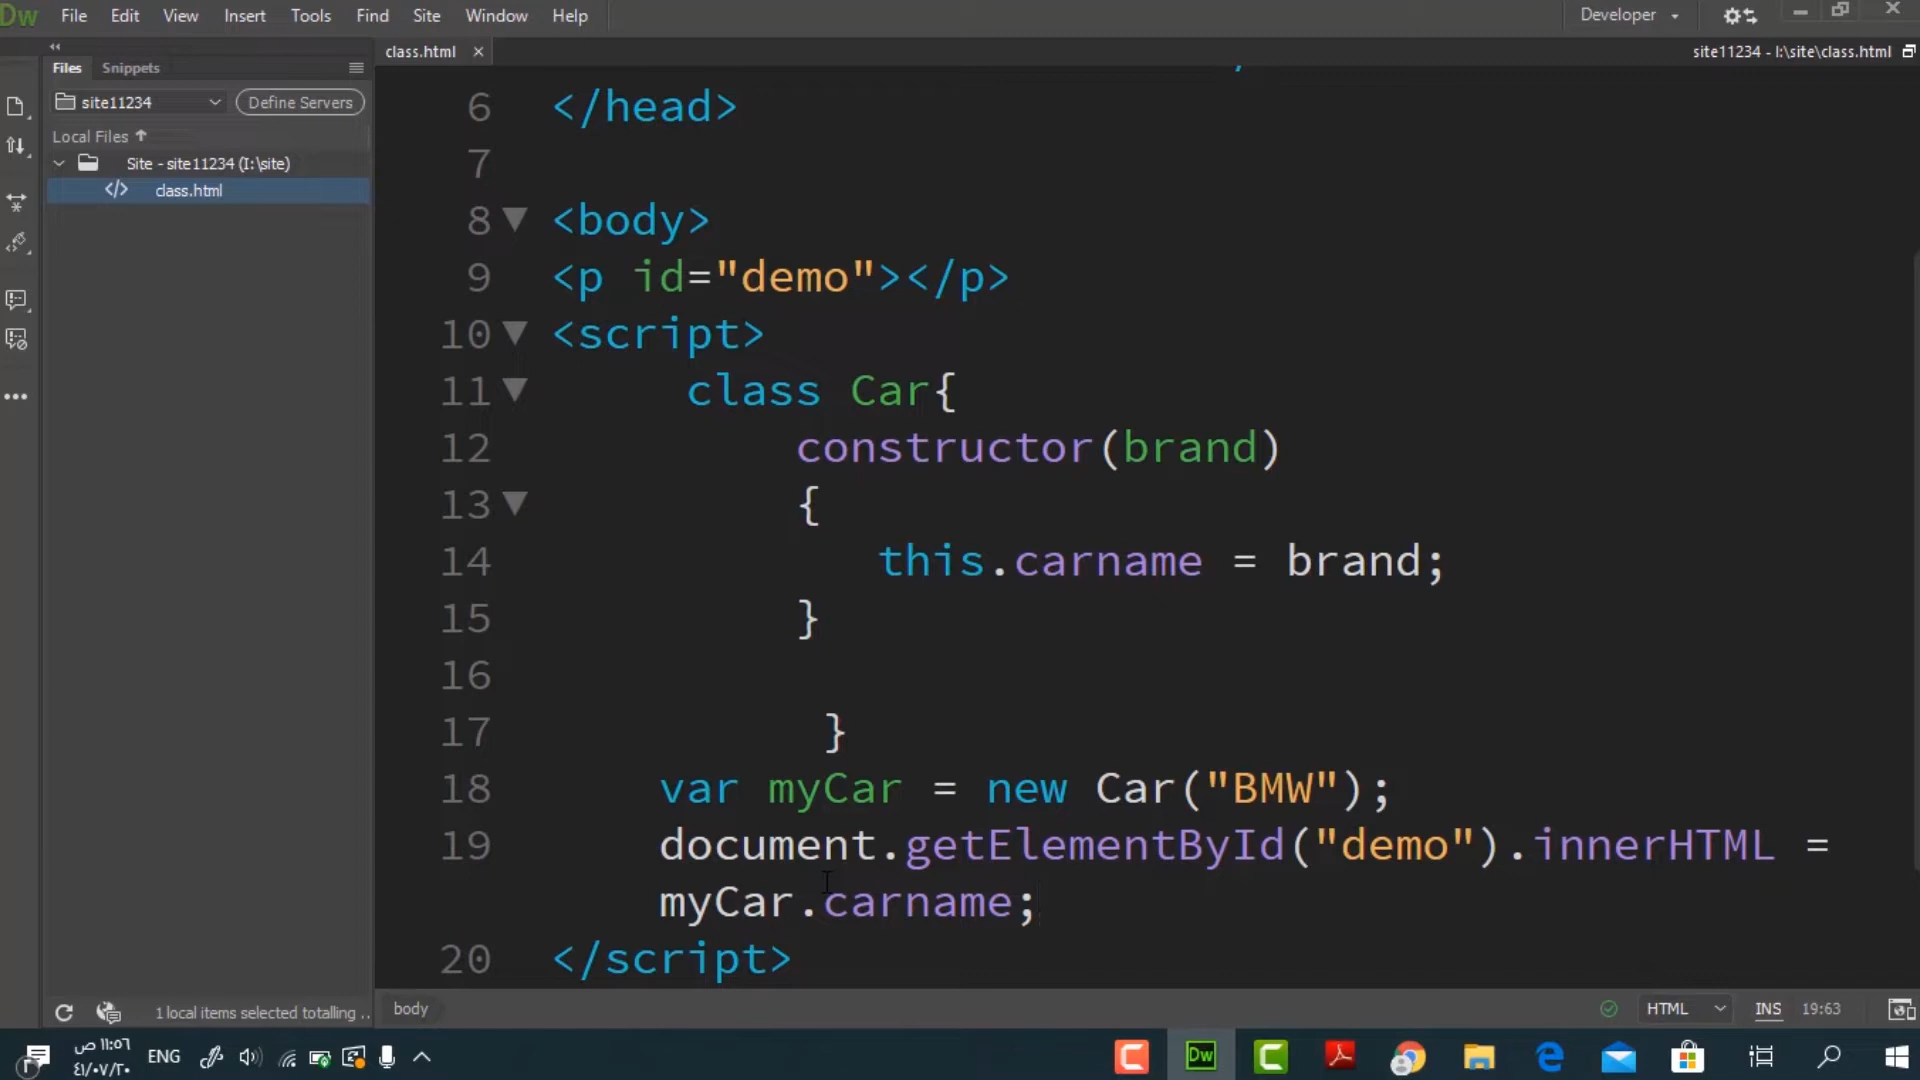 Dw File Edit View Insert Tools Find Site Window Help Developer
Files Snippets
class.html
site11234 - I:\site\class.html
site11234 Define Servers
Local Files
Site - site11234 (I:\site)
class.html
6 </head>
7
8 <body>
9 <p id="demo"></p>
10 <script>
11 class Car{
12 constructor(brand)
13 {
14 this.carname = brand;
15 }
16
17 }
18 var myCar = new Car("BMW");
19 document.getElementById("demo").innerHTML =
myCar.carname;
20 </script>
1 local items selected totalling ..
body
HTML INS 19:63
١١:٥٦ ص
ENG
Dw